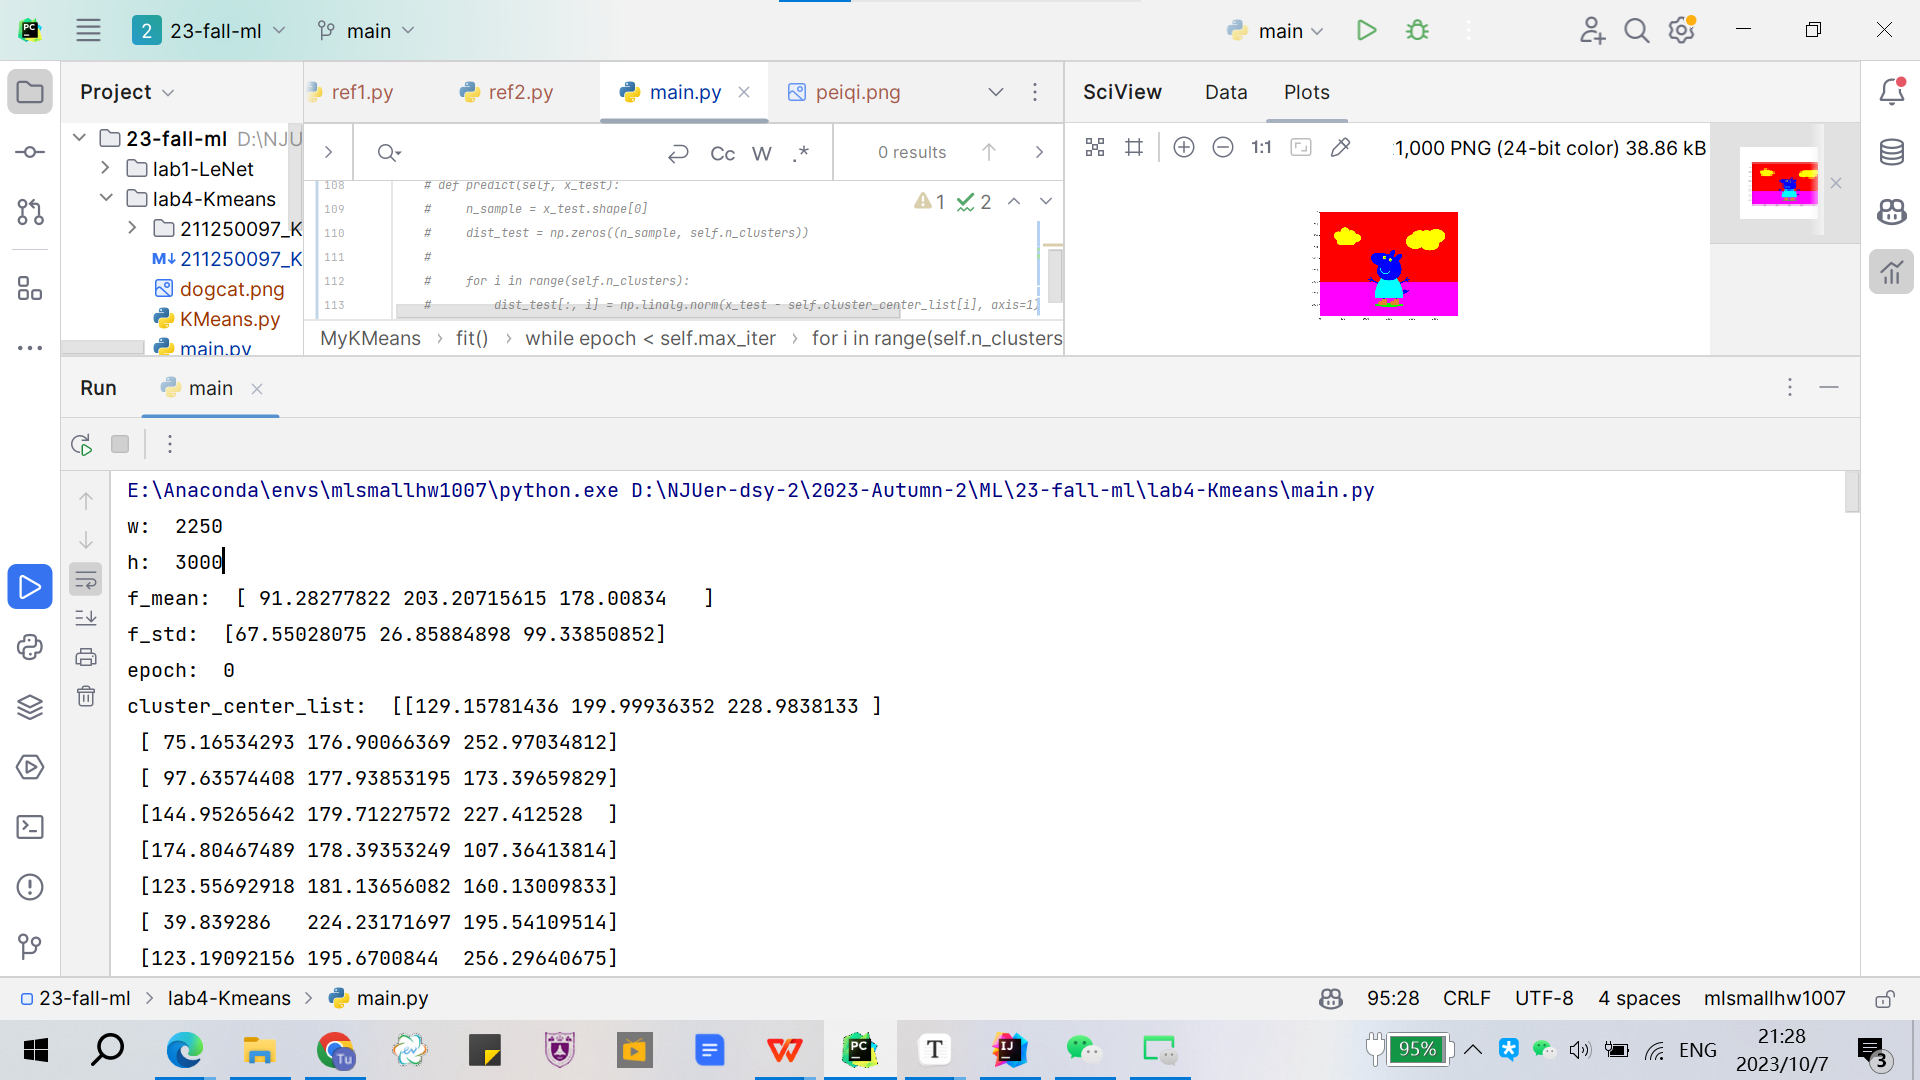 2 23-fall-ml main main
Project ref1.py ref2.py main.py peiqi.png SciView Data Plots
23-fall-ml D:\NJU
lab1-LeNet
lab4-Kmeans
211250097_K
M↓ 211250097_K
dogcat.png
KMeans.py
main.py
Cc W .* 0 results
1,000 PNG (24-bit color) 38.86 kB
1:1
108 # def predict(self, x_test):
109 # n_sample = x_test.shape[0]
110 # dist_test = np.zeros((n_sample, self.n_clusters))
111 #
112 # for i in range(self.n_clusters):
113 # dist_test[:, i] = np.linalg.norm(x_test - self.cluster_center_list[i], axis=1)
1 2
MyKMeans › fit() › while epoch < self.max_iter › for i in range(self.n_clusters
Run main
E:\Anaconda\envs\mlsmallhw1007\python.exe D:\NJUer-dsy-2\2023-Autumn-2\ML\23-fall-ml\lab4-Kmeans\main.py
w:  2250
h:  3000
f_mean:  [ 91.28277822 203.20715615 178.00834   ]
f_std:  [67.55028075 26.85884898 99.33850852]
epoch:  0
cluster_center_list:  [[129.15781436 199.99936352 228.9838133 ]
[ 75.16534293 176.90066369 252.97034812]
[ 97.63574408 177.93853195 173.39659829]
[144.95265642 179.71227572 227.412528  ]
[174.80467489 178.39353249 107.36413814]
[123.55692918 181.13656082 160.13009833]
[ 39.839286   224.23171697 195.54109514]
[123.19092156 195.6700844  256.29640675]
23-fall-ml › lab4-Kmeans › main.py 95:28 CRLF UTF-8 4 spaces mlsmallhw1007
95% ENG 21:28
2023/10/7 3